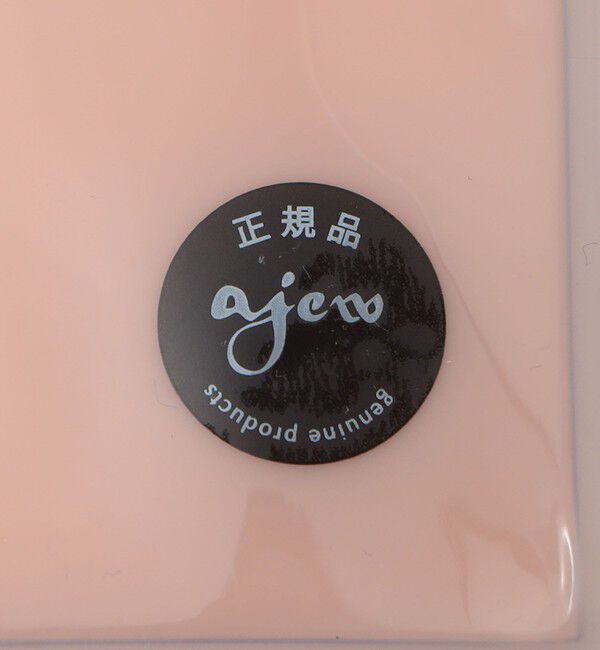 正規品
ajew
genuine products